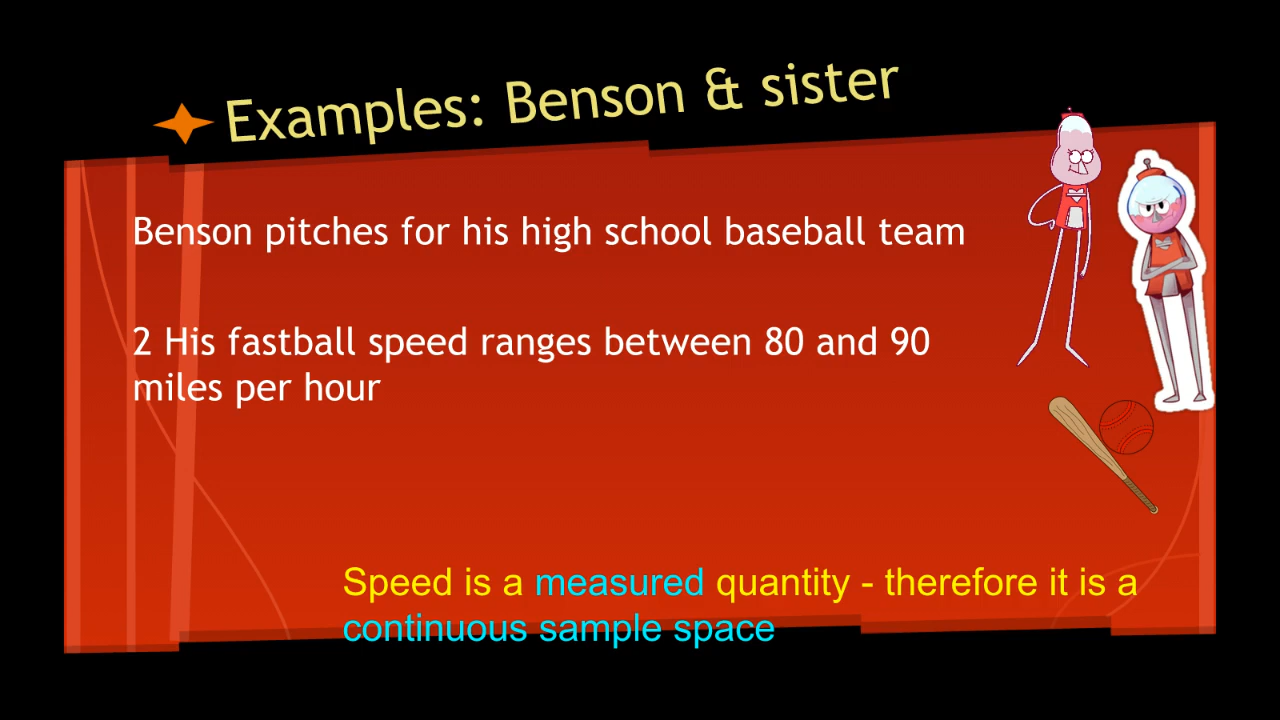 Examples: Benson & sister
Benson pitches for his high school baseball team
2 His fastball speed ranges between 80 and 90
miles per hour
Speed is a measured quantity - therefore it is a
continuous sample space